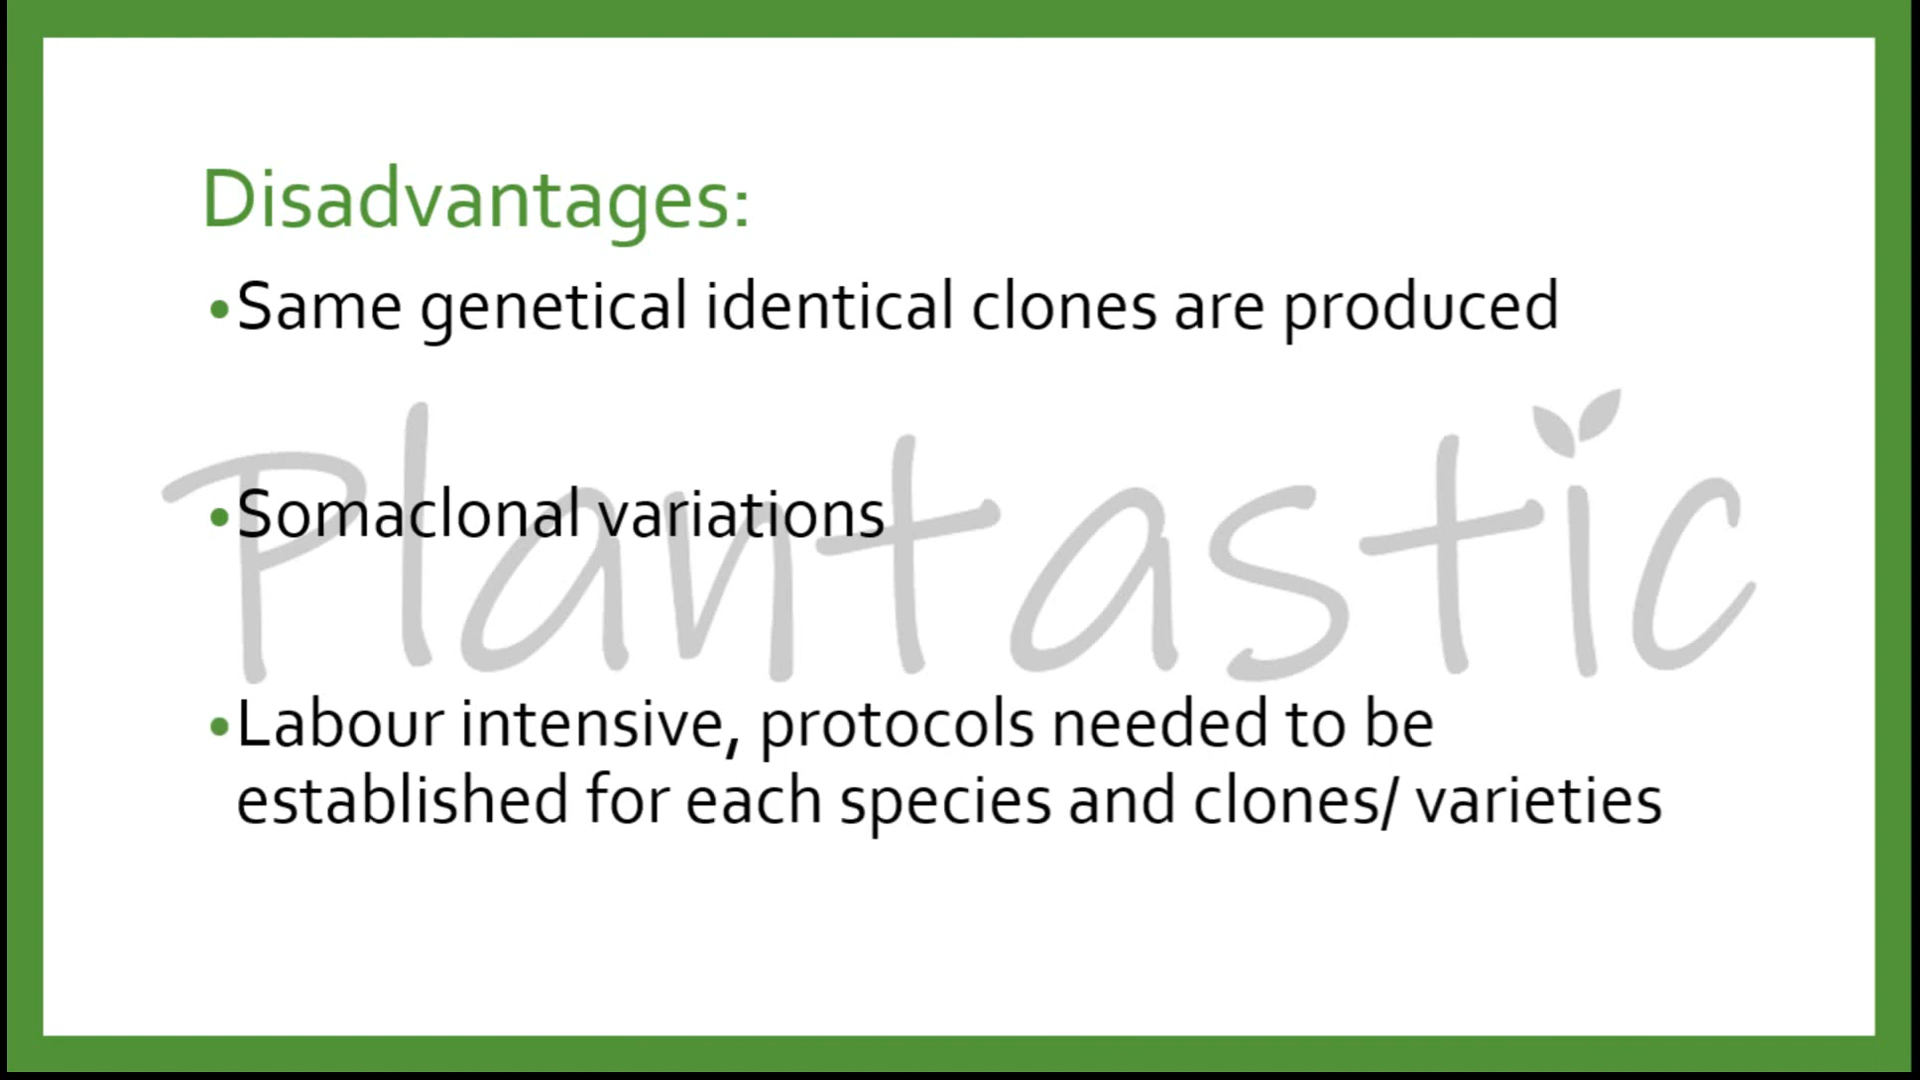 Disadvantages:
•Same genetical identical clones are produced
Plantastic
•Somaclonal variations
•Labour intensive, protocols needed to be
established for each species and clones/ varieties